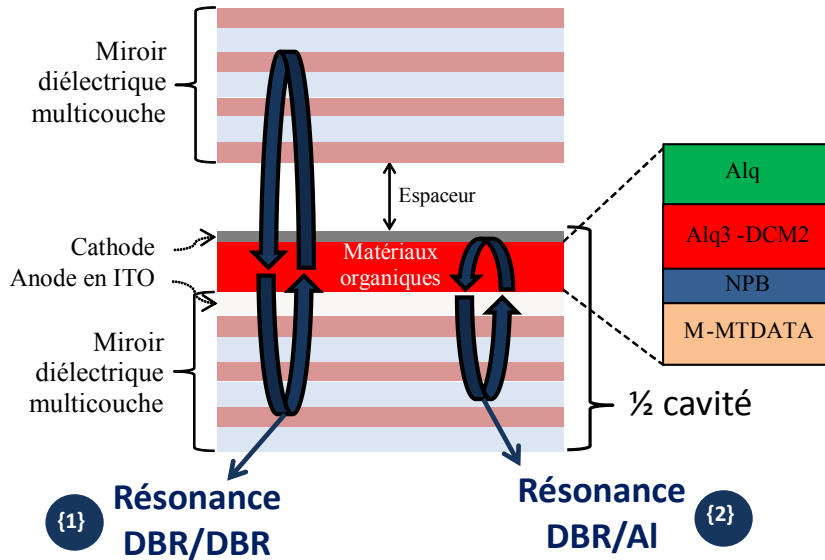 Miroir
diélectrique
multicouche
Espaceur
Cathode
Anode en ITO
Matériaux
organiques
Miroir
diélectrique
multicouche
Alq
Alq3 -DCM2
NPB
M-MTDATA
½ cavité
{1}
Résonance
DBR/DBR
Résonance
DBR/Al
{2}